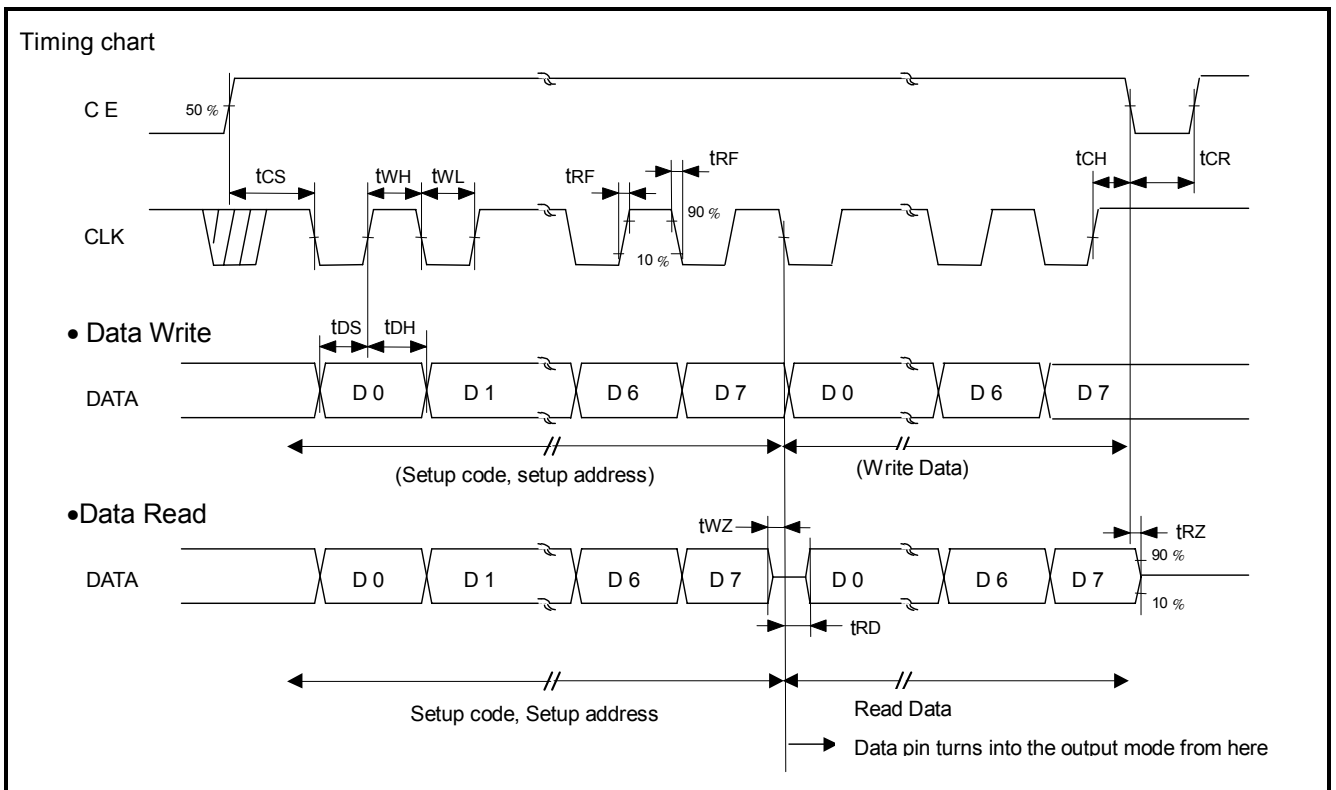 Timing chart
C E
50 %
tCS
tWH
tWL
tRF
tRF
tCH
tCR
CLK
90 %
10 %
• Data Write
tDS
tDH
DATA
D 0
D 1
D 6
D 7
D 0
D 6
D 7
(Setup code, setup address)
(Write Data)
•Data Read
tWZ
tRZ
DATA
D 0
D 1
D 6
D 7
D 0
D 6
D 7
90 %
10 %
tRD
Setup code, Setup address
Read Data
Data pin turns into the output mode from here